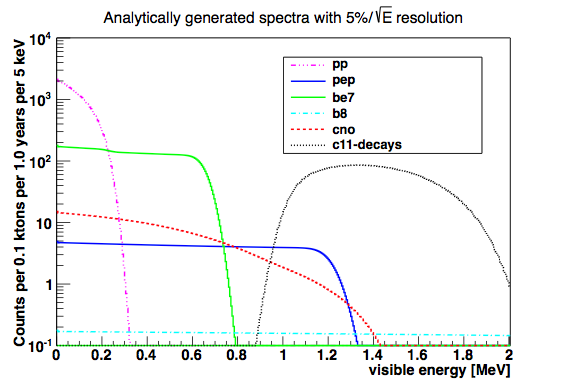 Analytically generated spectra with 5%/√E resolution
Counts per 0.1 ktons per 1.0 years per 5 keV
10⁴
10³
10²
10
1
10⁻¹
pp
pep
be7
b8
cno
c11-decays
0 0.2 0.4 0.6 0.8 1 1.2 1.4 1.6 1.8 2
visible energy [MeV]